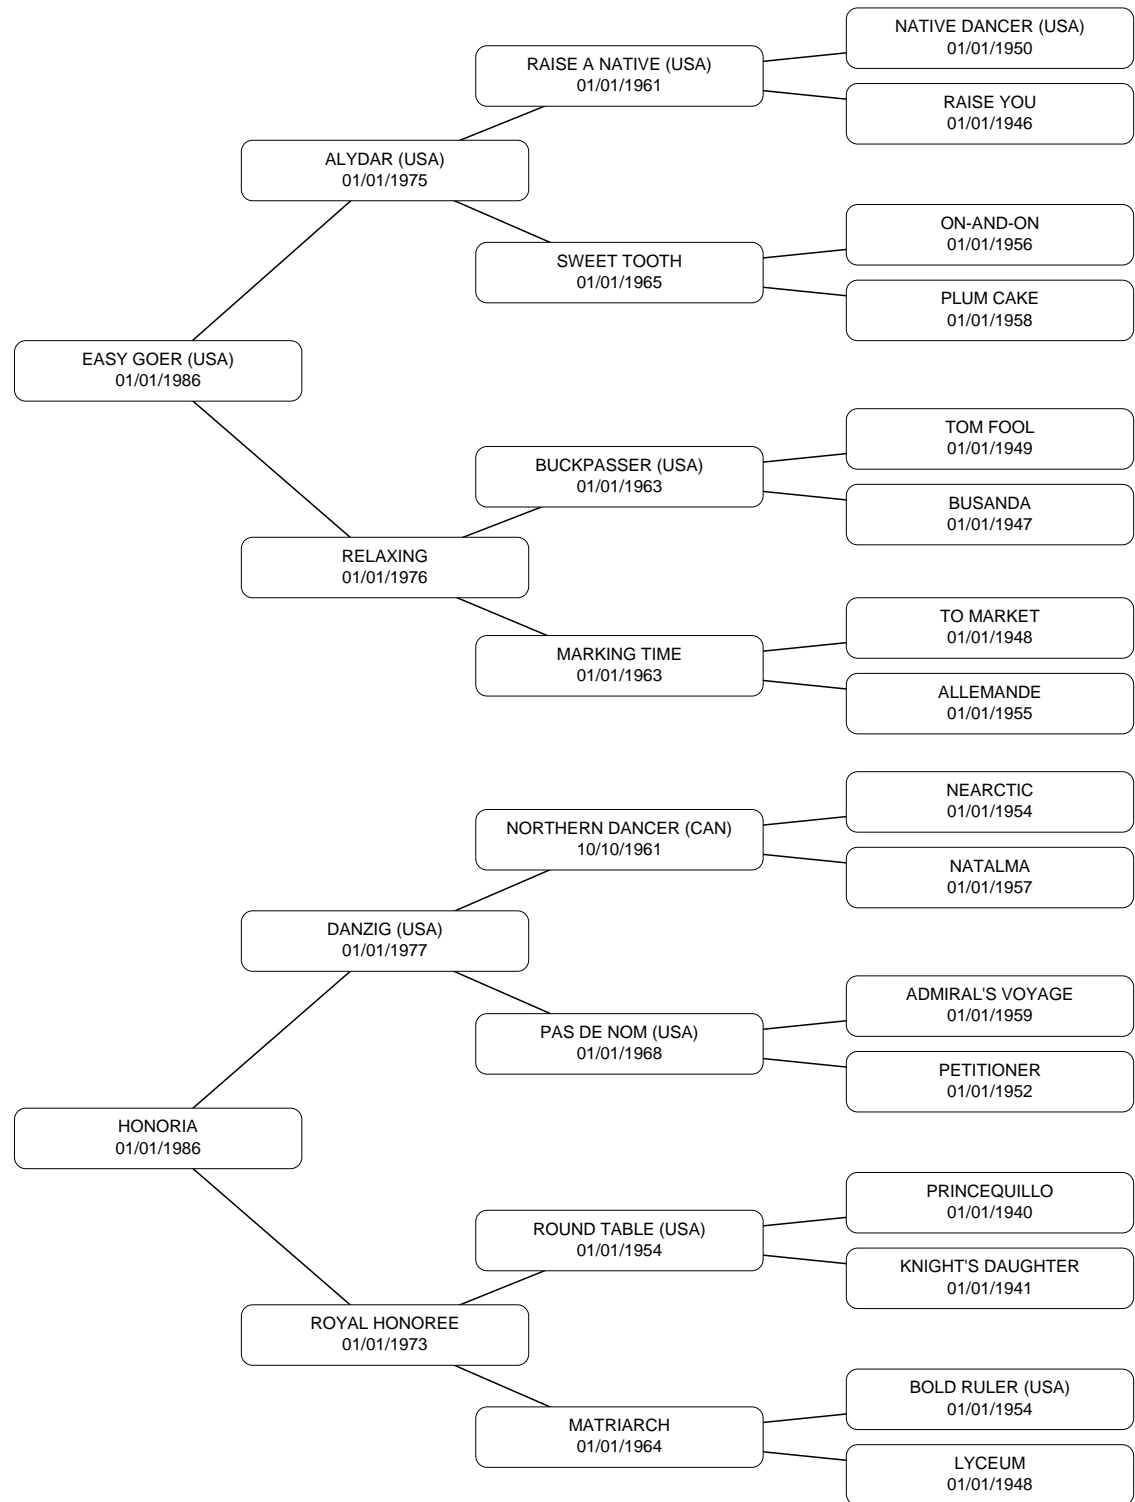 NATIVE DANCER (USA)
01/01/1950
RAISE A NATIVE (USA)
01/01/1961
RAISE YOU
01/01/1946
ALYDAR (USA)
01/01/1975
ON-AND-ON
01/01/1956
SWEET TOOTH
01/01/1965
PLUM CAKE
01/01/1958
EASY GOER (USA)
01/01/1986
TOM FOOL
01/01/1949
BUCKPASSER (USA)
01/01/1963
BUSANDA
01/01/1947
RELAXING
01/01/1976
TO MARKET
01/01/1948
MARKING TIME
01/01/1963
ALLEMANDE
01/01/1955
NEARCTIC
01/01/1954
NORTHERN DANCER (CAN)
10/10/1961
NATALMA
01/01/1957
DANZIG (USA)
01/01/1977
ADMIRAL'S VOYAGE
01/01/1959
PAS DE NOM (USA)
01/01/1968
PETITIONER
01/01/1952
HONORIA
01/01/1986
PRINCEQUILLO
01/01/1940
ROUND TABLE (USA)
01/01/1954
KNIGHT'S DAUGHTER
01/01/1941
ROYAL HONOREE
01/01/1973
BOLD RULER (USA)
01/01/1954
MATRIARCH
01/01/1964
LYCEUM
01/01/1948